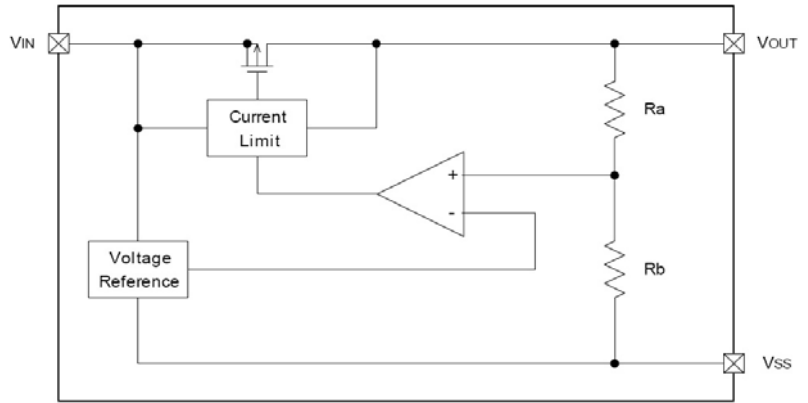 VIN
VOUT
Current
Limit
Ra
+
-
Voltage
Reference
Rb
VSS